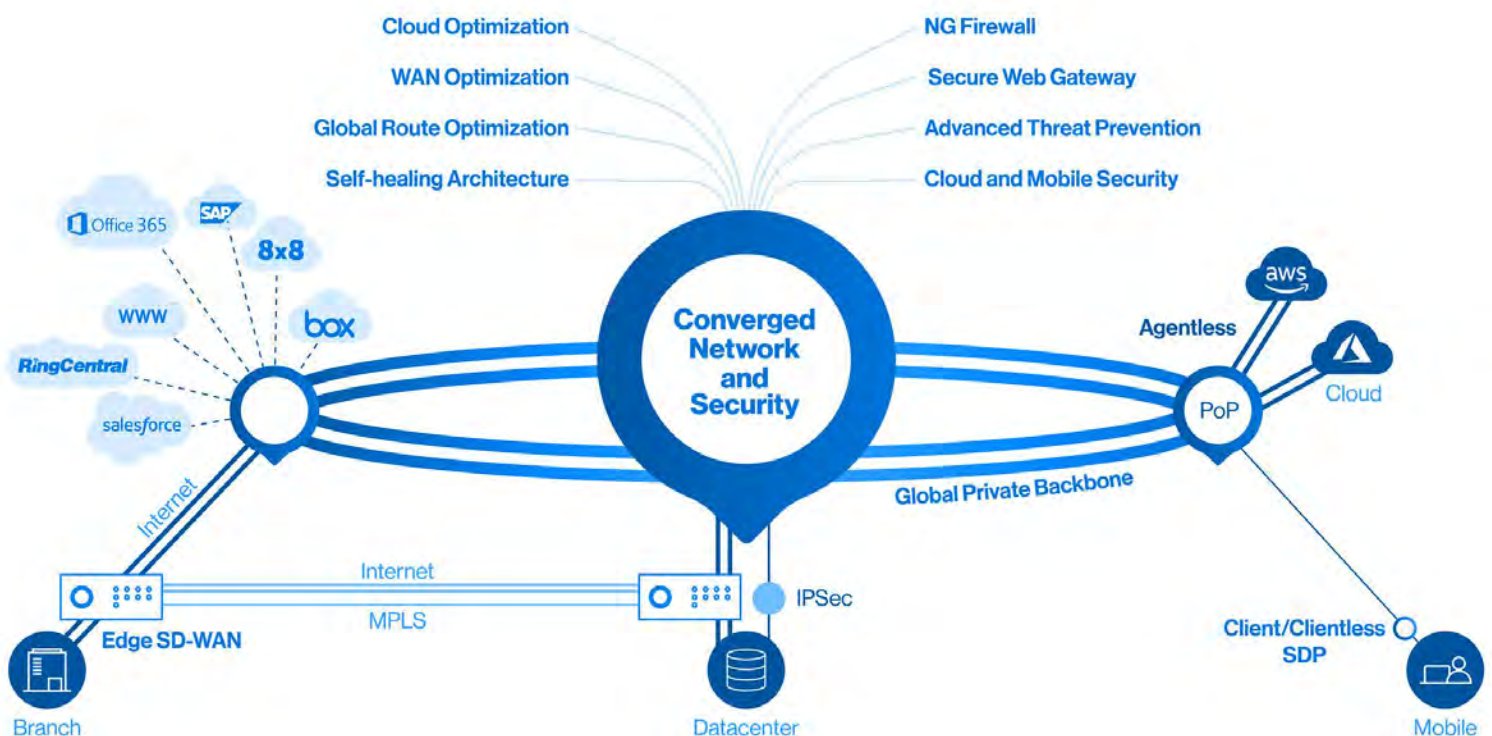 Cloud Optimization
NG Firewall
WAN Optimization
Secure Web Gateway
Global Route Optimization
Advanced Threat Prevention
Self-healing Architecture
Cloud and Mobile Security
Office 365
SAP
8x8
www
box
RingCentral
salesforce
Converged
Network
and
Security
aws
Agentless
Cloud
PoP
Global Private Backbone
Internet
Internet
MPLS
IPSec
Edge SD-WAN
Client/Clientless
SDP
Branch
Datacenter
Mobile